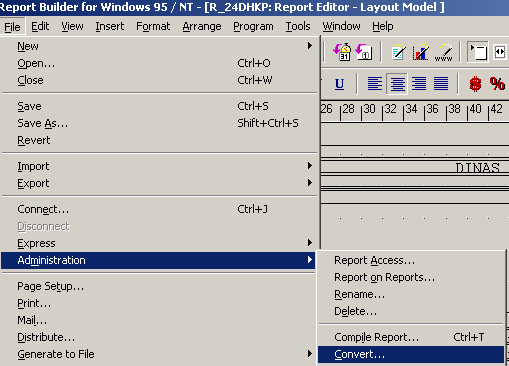 Report Builder for Windows 95 / NT - [R_24DHKP: Report Editor - Layout Model ]
File Edit View Insert Format Arrange Program Tools Window Help
New
Open... Ctrl+O
Close Ctrl+W
U $ %
Save Ctrl+S
26 28 30 32 34 36 38 40 42
Save As... Shift+Ctrl+S
Revert
Import
DINAS
Export
Connect... Ctrl+J
Disconnect
Express
Administration
Report Access...
Report on Reports...
Rename...
Delete...
Compile Report... Ctrl+T
Convert...
Page Setup...
Print...
Mail...
Distribute...
Generate to File